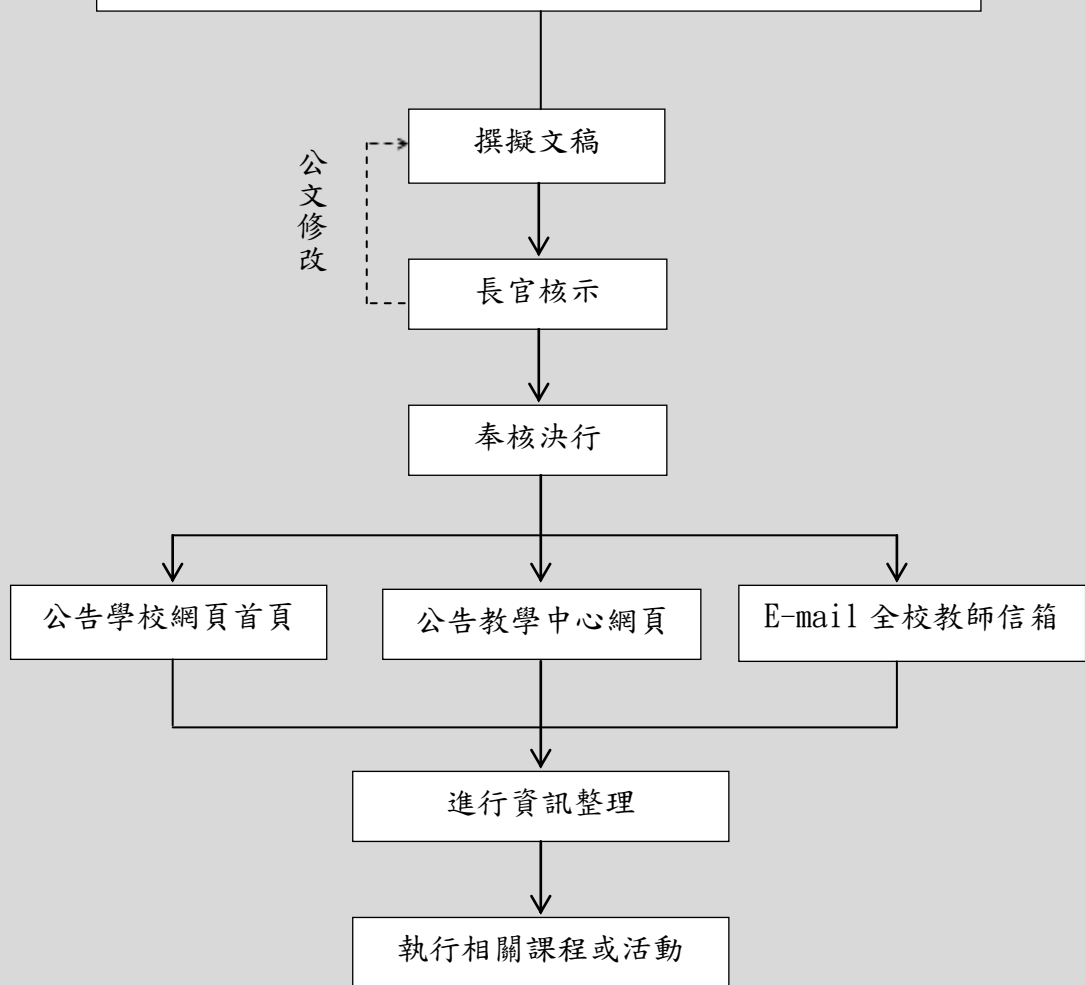 撰擬文稿
公文修改
長官核示
奉核決行
公告學校網頁首頁
公告教學中心網頁
E-mail 全校教師信箱
進行資訊整理
執行相關課程或活動